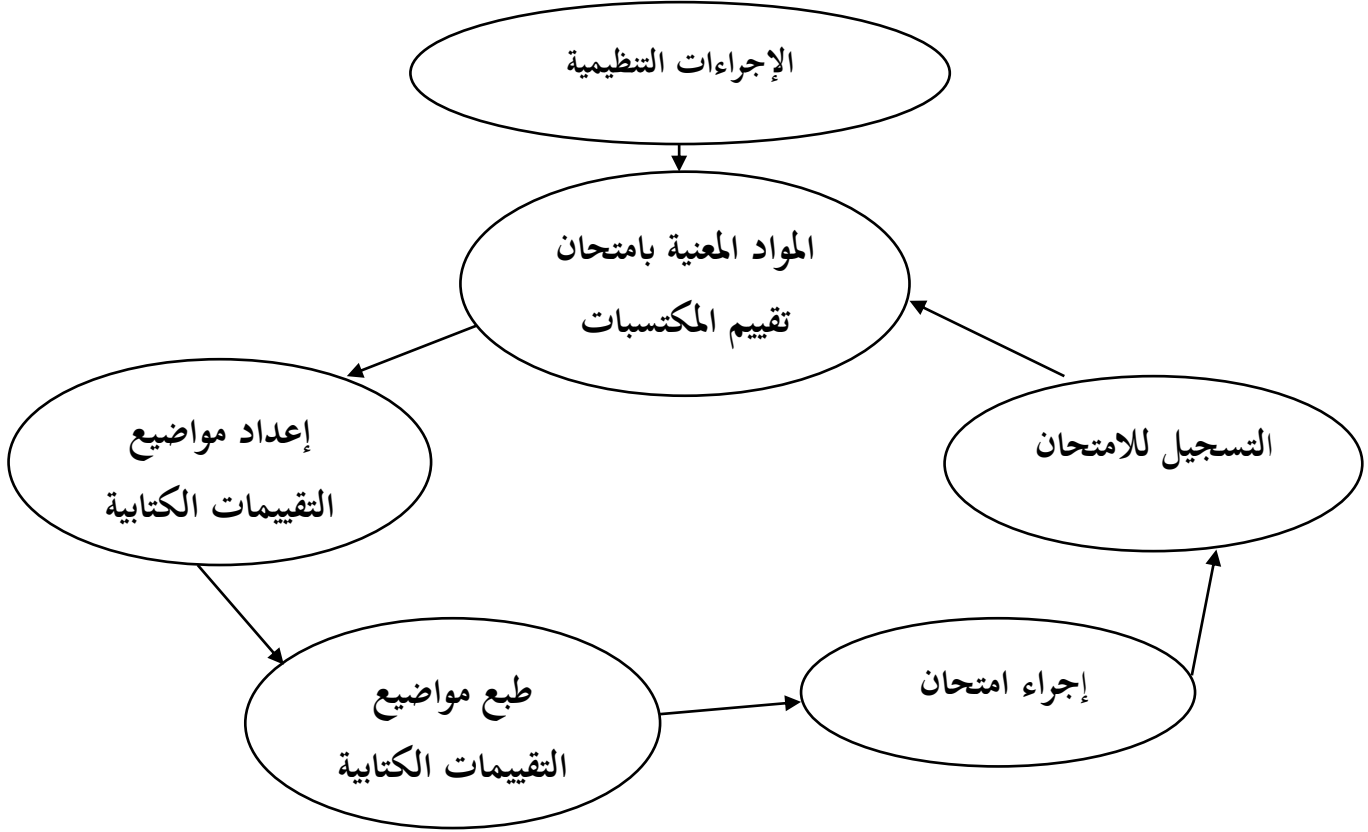 الإجراءات التنظيمية
المواد المعنية بامتحان
تقييم المكتسبات
إعداد مواضيع
التقييمات الكتابية
التسجيل للامتحان
طبع مواضيع
التقييمات الكتابية
إجراء امتحان